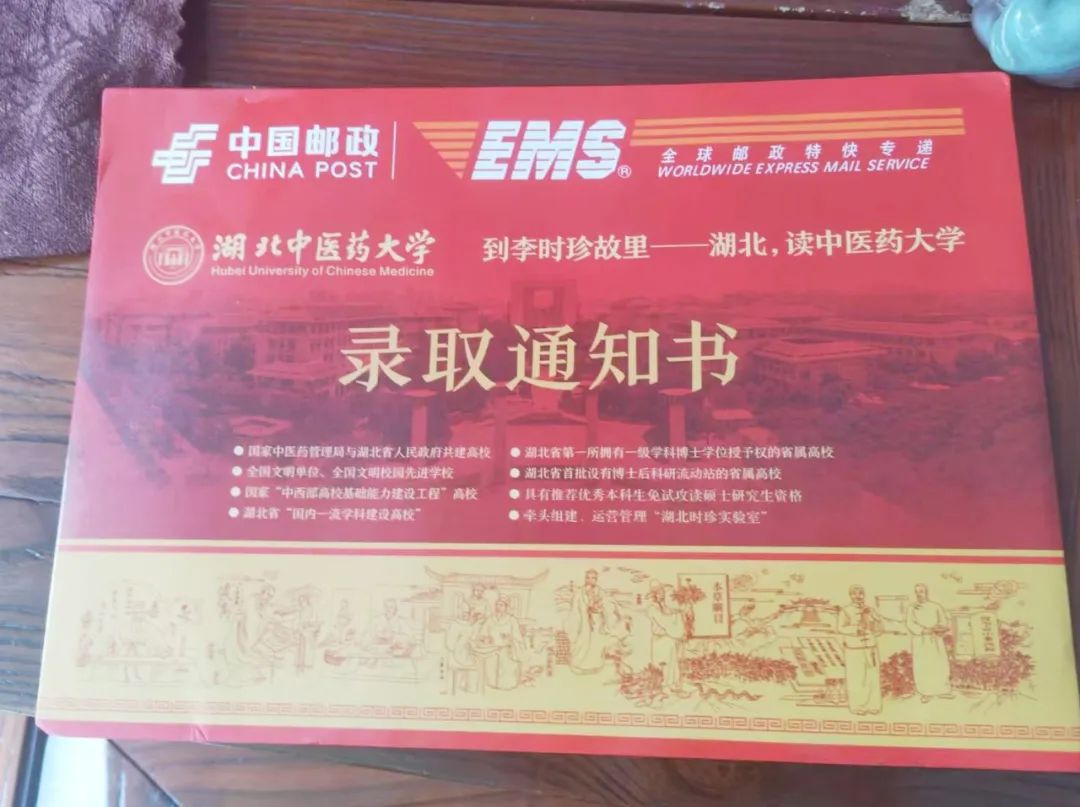 中国邮政
CHINA POST
EMS®
全球邮政特快专递
WORLDWIDE EXPRESS MAIL SERVICE
湖北中医药大学
Hubei University of Chinese Medicine
到李时珍故里——湖北，读中医药大学
录取通知书
● 国家中医药管理局与湖北省人民政府共建高校
● 全国文明单位、全国文明校园先进学校
● 国家“中西部高校基础能力建设工程”高校
● 湖北省“国内一流学科建设高校”
● 湖北省第一所拥有一级学科博士学位授予权的省属高校
● 湖北省首批设有博士后科研流动站的省属高校
● 具有推荐优秀本科生免试攻读硕士研究生资格
● 牵头组建、运营管理“湖北时珍实验室”
本草纲目